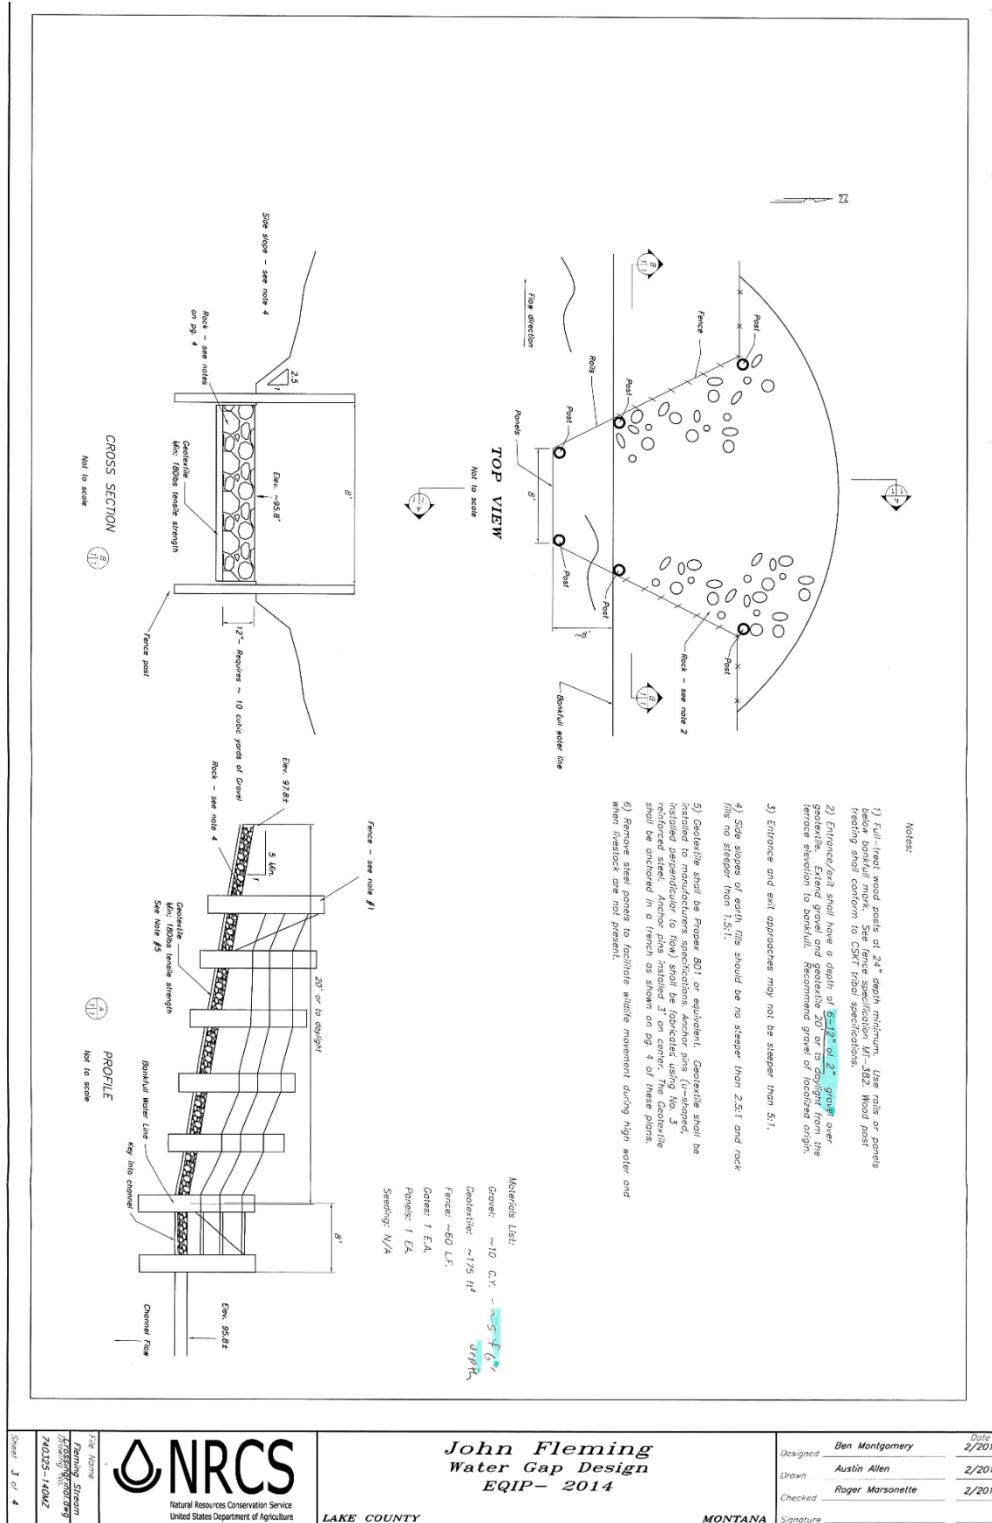 Notes:
1) Full-treat wood posts at 24" depth minimum. Use rails or panels
below bankfull mark. See fence specification MT-382. Wood post
treating shall conform to CSKT tribal specifications.
2) Entrance/exit shall have a depth of 6-12" of 2" gravel over
geotextile. Extend gravel and geotextile 20' or to daylight from the
terrace elevation to bankfull. Recommend gravel of localized origin.
3) Entrance and exit approaches may not be steeper than 5:1.
4) Side slopes of earth fills should be no steeper than 2.5:1 and rock
fills no steeper than 1.5:1.
5) Geotextile shall be Propex 801 or equivalent. Geotextile shall be
installed to manufacturers specifications. Anchor pins (u-shaped,
installed perpendicular to flow) shall be fabricated using No. 3
reinforced steel. Anchor pins installed 3' on center. The Geotextile
shall be anchored in a trench as shown on pg. 4 of these plans.
6) Remove steel panels to facilitate wildlife movement during high water and
when livestock are not present.
Materials List:
Gravel: ~10 C.Y. - ~5 if 6"
depth
Geotextile: ~175 ft²
Fence: ~60 L.F.
Gates: 1 E.A.
Panels: 1 EA.
Seeding: N/A
N
B
Flow direction
Fence
Post
Rails
Post
Post
Panels
8'
TOP VIEW
Not to scale
A
A
Post
Post
Post
~8'
Rock - see note 2
B
Bankfull water line
Side slope - see note 4
Rock - see notes
on pg. 4
2.5
1
Geotextile
Min: 180lbs tensile strength
Elev. ~95.8'
8'
CROSS SECTION
Not to scale
B
Fence post
12"- Requires ~ 10 cubic yards of Gravel
Elev. 97.8±
Rock - see note 4
5 Min.
1
Fence - see note #1
Geotextile
Min: 180lbs tensile strength
See Note #5
20' or to daylight
A
PROFILE
Not to scale
Bankfull Water Line
Key into channel
8'
Elev. 95.8±
Channel Flow
File Name
Fleming Stream
740325-140MZ
Sheet 3 of 4
NRCS
Natural Resources Conservation Service
United States Department of Agriculture
John Fleming
Water Gap Design
EQIP- 2014
LAKE COUNTY MONTANA
Date
Designed Ben Montgomery 2/201
Drawn Austin Allen 2/201
Checked Roger Marsonette 2/201
Signature